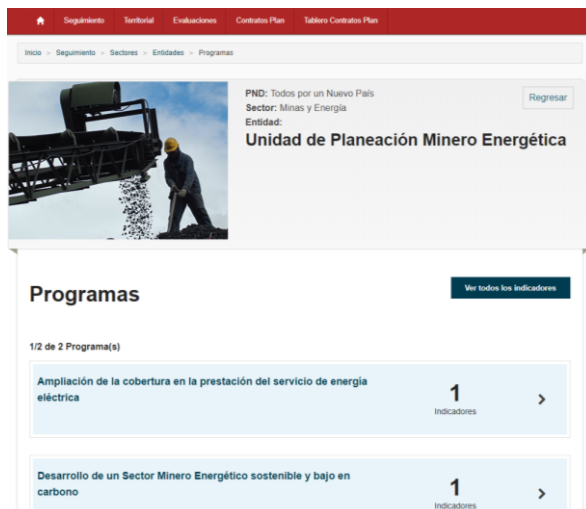 Seguimiento Territorial Evaluaciones Contratos Plan Tablero Contratos Plan
Inicio > Seguimiento > Sectores > Entidades > Programas
PND: Todos por un Nuevo País
Regresar
Sector: Minas y Energía
Entidad:
Unidad de Planeación Minero Energética
Programas
Ver todos los indicadores
1/2 de 2 Programa(s)
Ampliación de la cobertura en la prestación del servicio de energía
eléctrica
1
Indicadores
Desarrollo de un Sector Minero Energético sostenible y bajo en
carbono
1
Indicadores